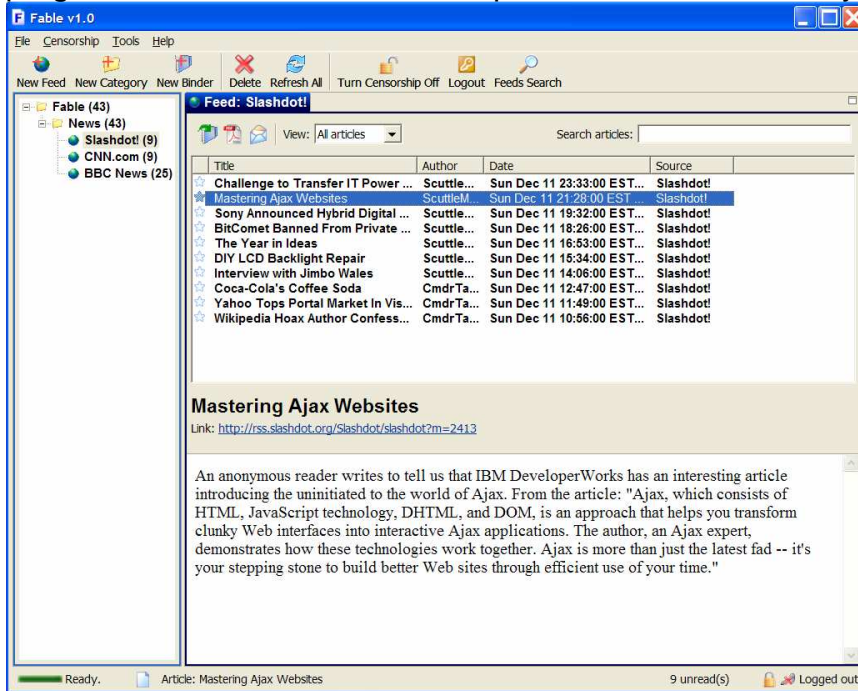 Fable v1.0
File Censorship Tools Help
New Feed New Category New Binder Delete Refresh All Turn Censorship Off Logout Feeds Search
Fable (43)
News (43)
Slashdot! (9)
CNN.com (9)
BBC News (25)
Feed: Slashdot!
View: All articles Search articles:
Title Author Date Source
Challenge to Transfer IT Power ... Scuttle... Sun Dec 11 23:33:00 EST... Slashdot!
Mastering Ajax Websites ScuttleM... Sun Dec 11 21:28:00 EST ... Slashdot!
Sony Announced Hybrid Digital ... Scuttle... Sun Dec 11 19:32:00 EST... Slashdot!
BitComet Banned From Private ... Scuttle... Sun Dec 11 18:26:00 EST... Slashdot!
The Year in Ideas Scuttle... Sun Dec 11 16:53:00 EST... Slashdot!
DIY LCD Backlight Repair Scuttle... Sun Dec 11 15:34:00 EST... Slashdot!
Interview with Jimbo Wales Scuttle... Sun Dec 11 14:06:00 EST... Slashdot!
Coca-Cola's Coffee Soda CmdrTa... Sun Dec 11 12:47:00 EST... Slashdot!
Yahoo Tops Portal Market In Vis... CmdrTa... Sun Dec 11 11:49:00 EST... Slashdot!
Wikipedia Hoax Author Confess... CmdrTa... Sun Dec 11 10:56:00 EST... Slashdot!
Mastering Ajax Websites
Link: http://rss.slashdot.org/Slashdot/slashdot?m=2413
An anonymous reader writes to tell us that IBM DeveloperWorks has an interesting article
introducing the uninitiated to the world of Ajax. From the article: "Ajax, which consists of
HTML, JavaScript technology, DHTML, and DOM, is an approach that helps you transform
clunky Web interfaces into interactive Ajax applications. The author, an Ajax expert,
demonstrates how these technologies work together. Ajax is more than just the latest fad -- it's
your stepping stone to build better Web sites through efficient use of your time."
Ready. Article: Mastering Ajax Websites 9 unread(s) Logged out